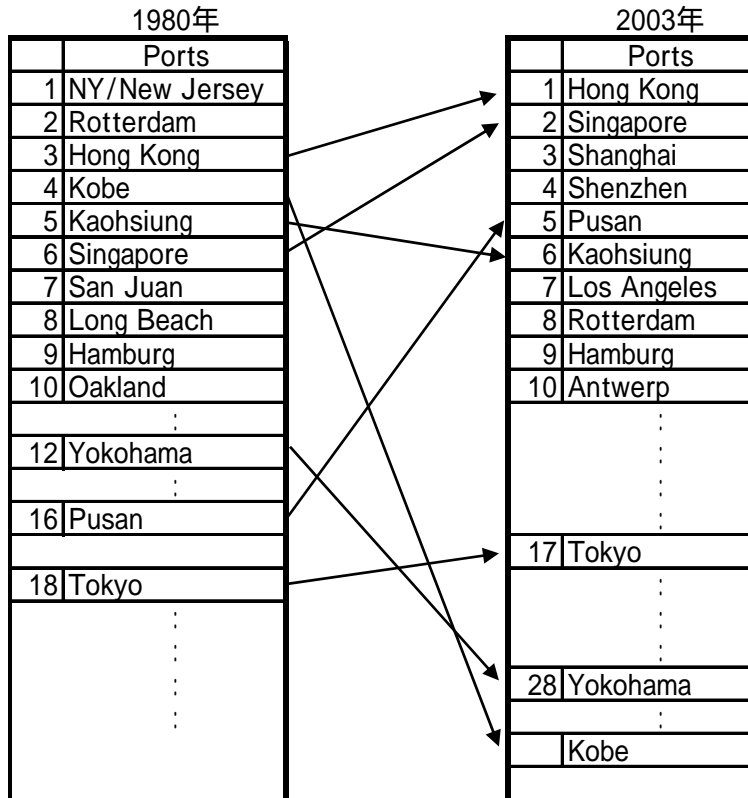 1980年
Ports
1 NY/New Jersey
2 Rotterdam
3 Hong Kong
4 Kobe
5 Kaohsiung
6 Singapore
7 San Juan
8 Long Beach
9 Hamburg
10 Oakland
:
12 Yokohama
:
16 Pusan
18 Tokyo
:
:
:
:
2003年
Ports
1 Hong Kong
2 Singapore
3 Shanghai
4 Shenzhen
5 Pusan
6 Kaohsiung
7 Los Angeles
8 Rotterdam
9 Hamburg
10 Antwerp
:
:
:
:
17 Tokyo
:
:
:
28 Yokohama
:
Kobe